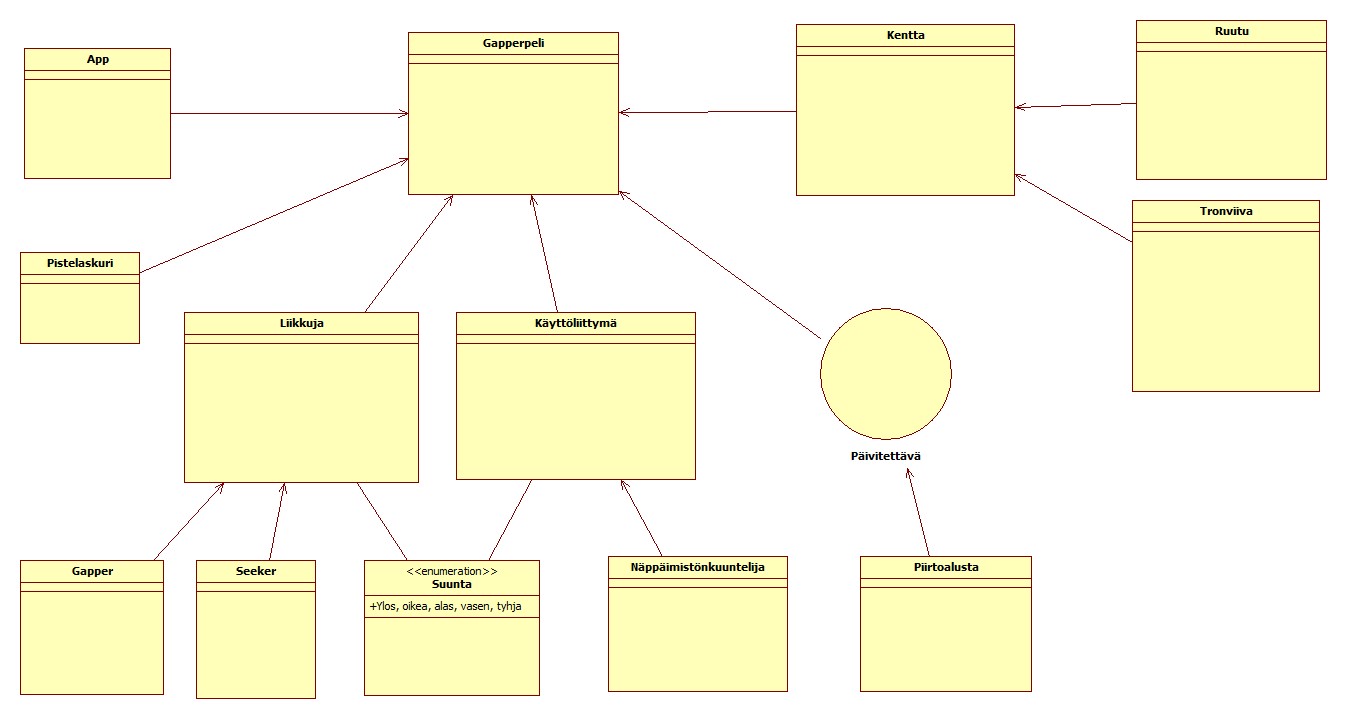 App
Gapperpeli
Kentta
Ruutu
Tronviiva
Pistelaskuri
Liikkuja
Käyttöliittymä
Päivitettävä
Gapper
Seeker
<<enumeration>>
Suunta
+Ylos, oikea, alas, vasen, tyhja
Näppäimistönkuuntelija
Piirtoalusta